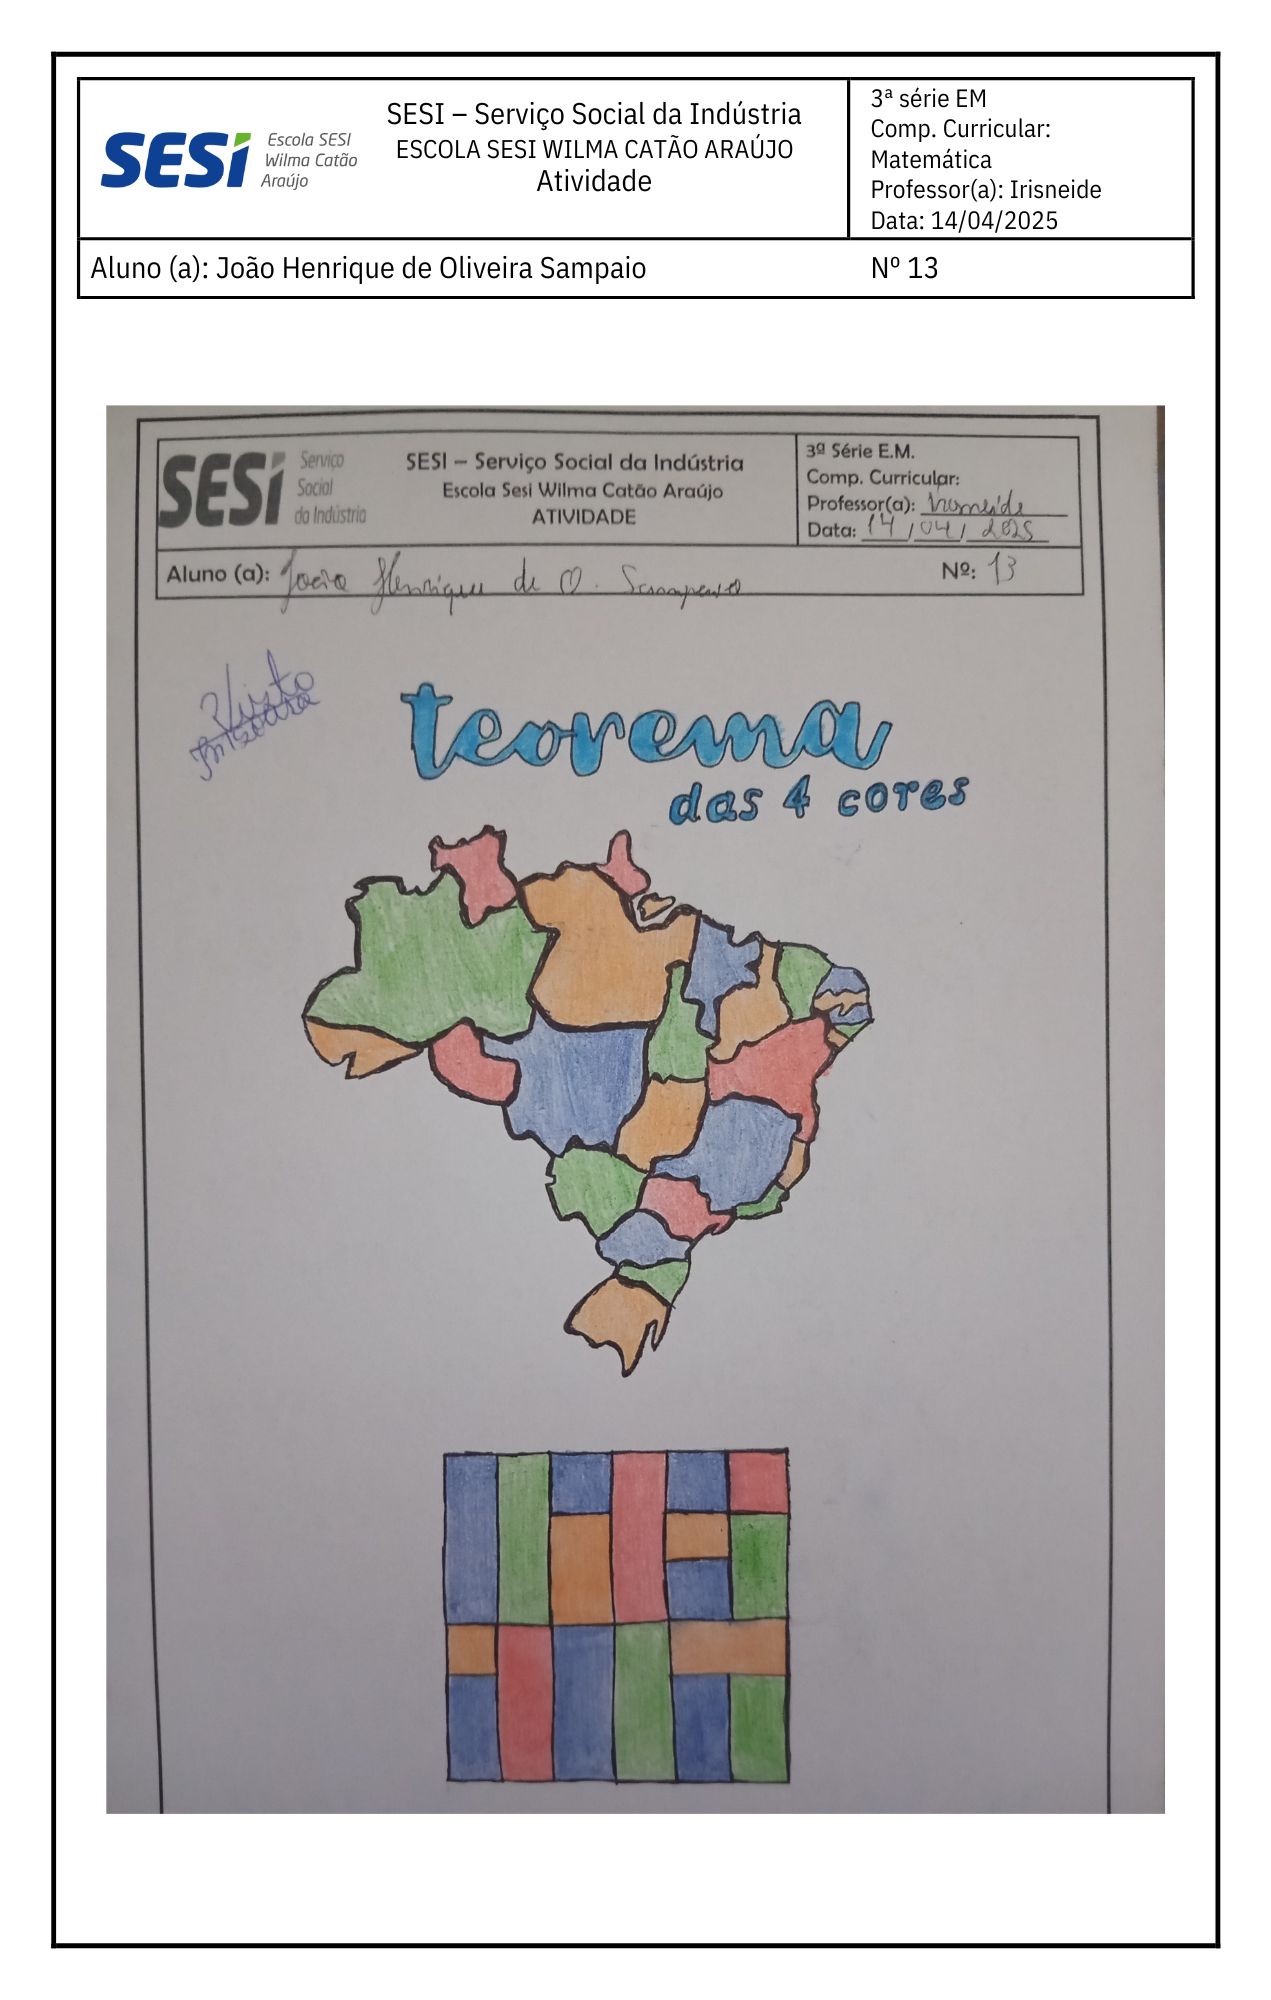 SESI
Escola SESI
Wilma Catão
Araújo
SESI – Serviço Social da Indústria
ESCOLA SESI WILMA CATÃO ARAÚJO
Atividade
3ª série EM
Comp. Curricular:
Matemática
Professor(a): Irisneide
Data: 14/04/2025
Aluno (a): João Henrique de Oliveira Sampaio
Nº 13
SESI
Serviço
Social
da Indústria
SESI – Serviço Social da Indústria
Escola Sesi Wilma Catão Araújo
ATIVIDADE
3ª Série E.M.
Comp. Curricular:
Professor(a):
Data: 14/04/2025
Aluno (a): João Henrique de O. Sampaio
Nº: 13
Visto
teorema
das 4 cores